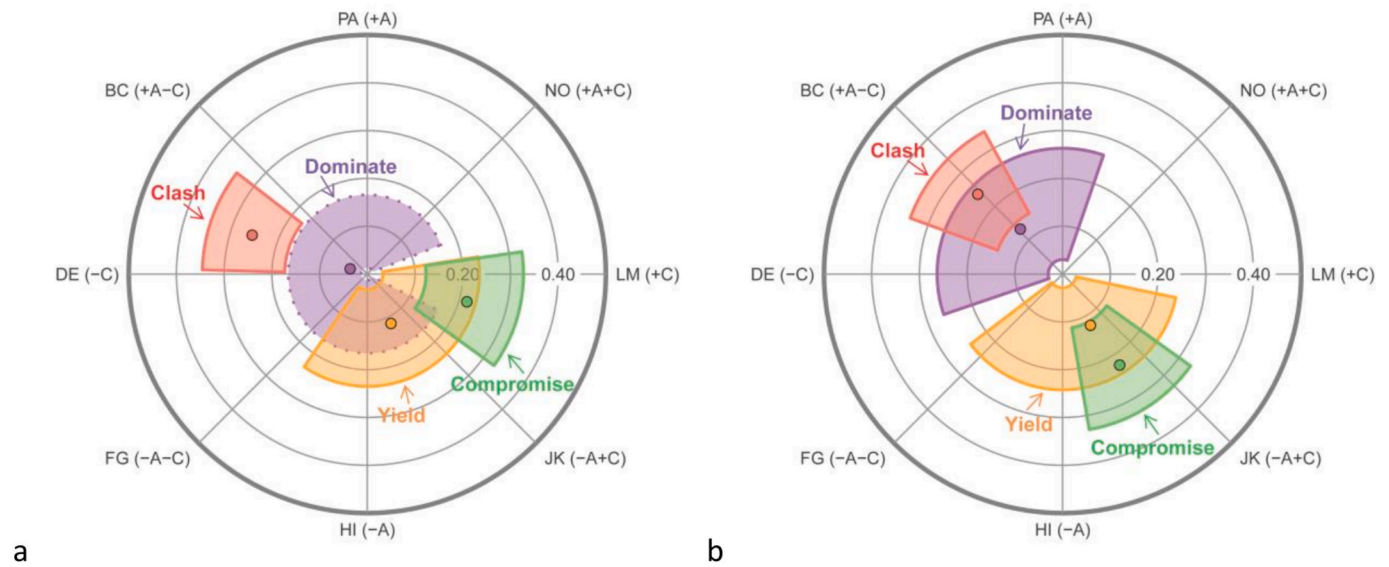 PA (+A)
BC (+A−C)
NO (+A+C)
Dominate
Clash
DE (−C)
0.20
0.40
LM (+C)
Compromise
Yield
FG (−A−C)
JK (−A+C)
HI (−A)
a
PA (+A)
BC (+A−C)
NO (+A+C)
Dominate
Clash
DE (−C)
0.20
0.40
LM (+C)
Yield
Compromise
FG (−A−C)
JK (−A+C)
HI (−A)
b